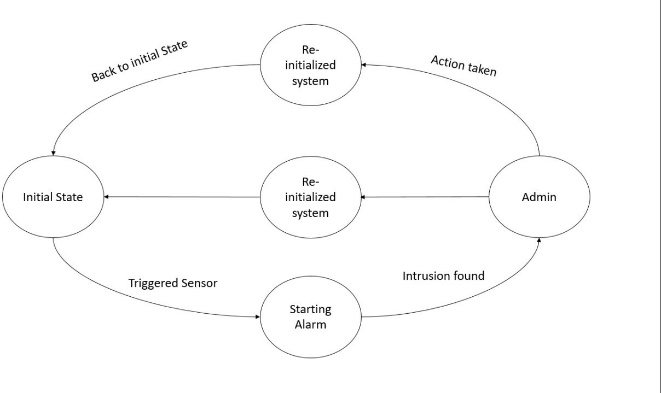 Re-
initialized
system
Back to initial State
Action taken
Initial State
Re-
initialized
system
Admin
Triggered Sensor
Intrusion found
Starting
Alarm